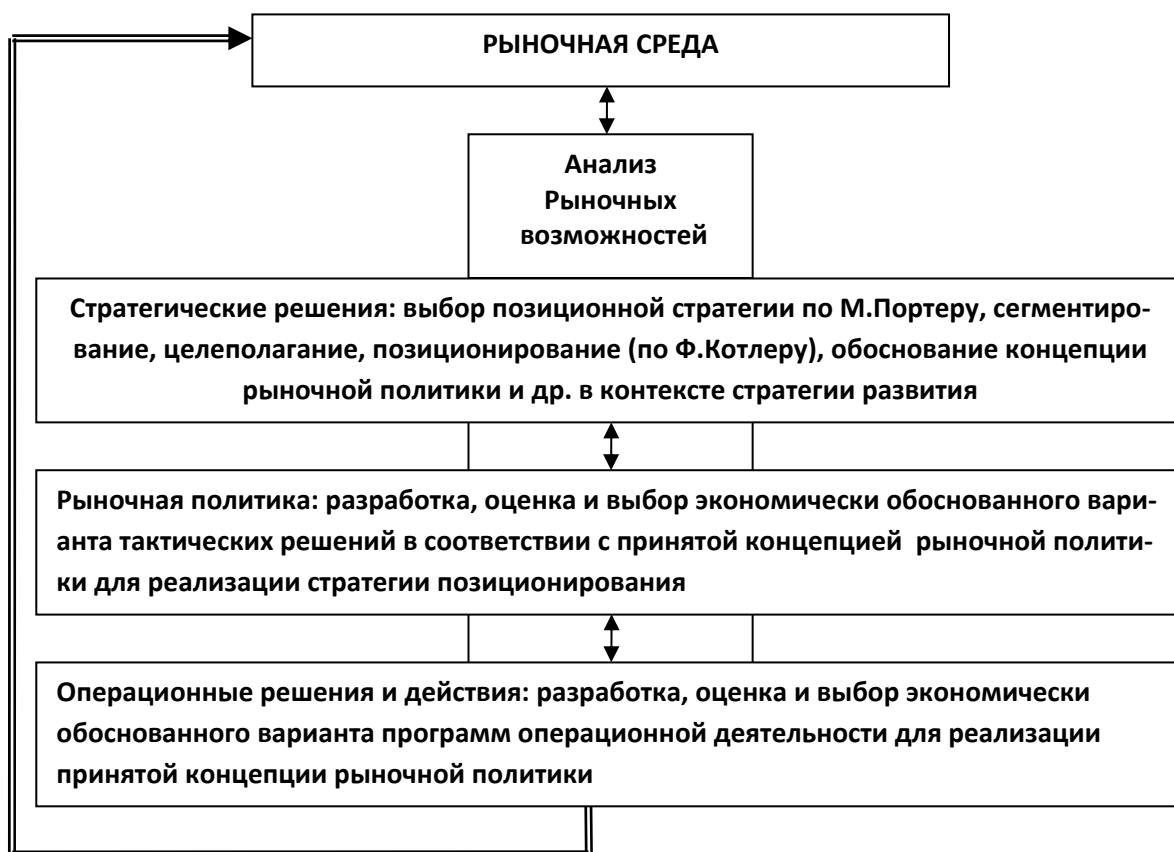 РЫНОЧНАЯ СРЕДА
Анализ
Рыночных
возможностей
Стратегические решения: выбор позиционной стратегии по М.Портеру, сегментиро-
вание, целеполагание, позиционирование (по Ф.Котлеру), обоснование концепции
рыночной политики и др. в контексте стратегии развития
Рыночная политика: разработка, оценка и выбор экономически обоснованного вари-
анта тактических решений в соответствии с принятой концепцией рыночной полити-
ки для реализации стратегии позиционирования
Операционные решения и действия: разработка, оценка и выбор экономически
обоснованного варианта программ операционной деятельности для реализации
принятой концепции рыночной политики